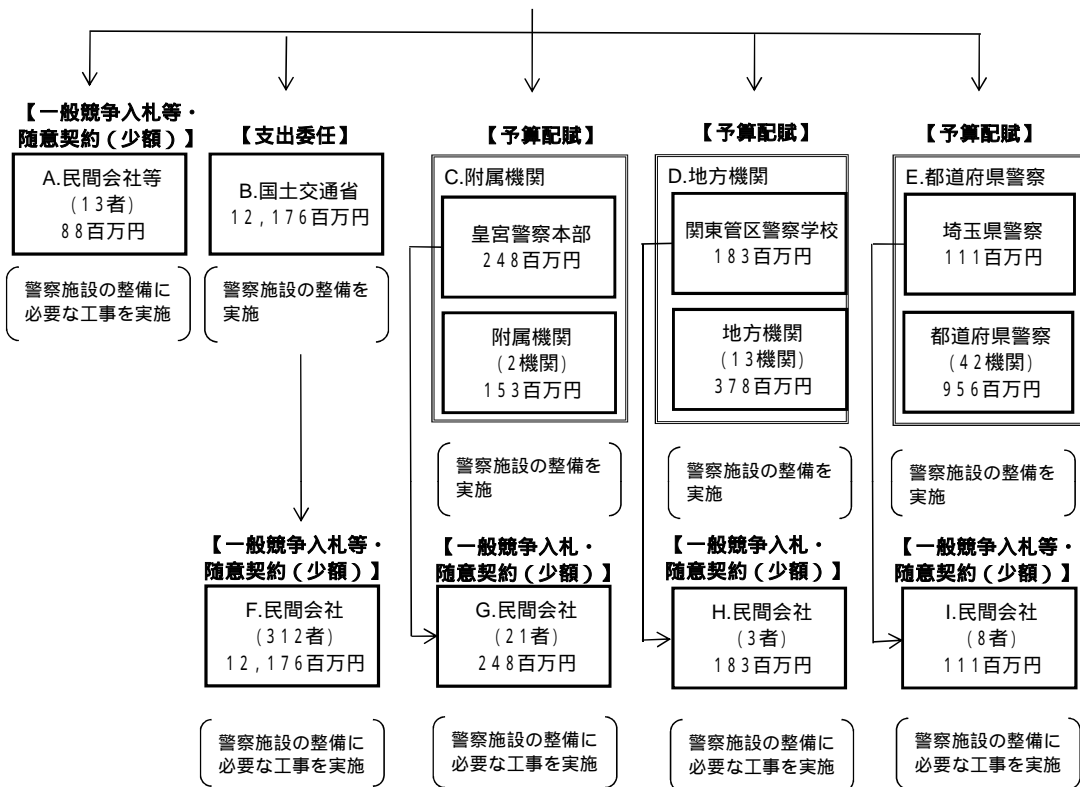 【一般競争入札等・
随意契約（少額）】
A.民間会社等
（13者）
88百万円
警察施設の整備に
必要な工事を実施
【支出委任】
B.国土交通省
12,176百万円
警察施設の整備を
実施
【予算配賦】
C.附属機関
皇宮警察本部
248百万円
附属機関
（2機関）
153百万円
警察施設の整備を
実施
【予算配賦】
D.地方機関
関東管区警察学校
183百万円
地方機関
（13機関）
378百万円
警察施設の整備を
実施
【予算配賦】
E.都道府県警察
埼玉県警察
111百万円
都道府県警察
（42機関）
956百万円
警察施設の整備を
実施
【一般競争入札等・
随意契約（少額）】
F.民間会社
（312者）
12,176百万円
警察施設の整備に
必要な工事を実施
【一般競争入札・
随意契約（少額）】
G.民間会社
（21者）
248百万円
警察施設の整備に
必要な工事を実施
【一般競争入札・
随意契約（少額）】
H.民間会社
（3者）
183百万円
警察施設の整備に
必要な工事を実施
【一般競争入札等・
随意契約（少額）】
I.民間会社
（8者）
111百万円
警察施設の整備に
必要な工事を実施